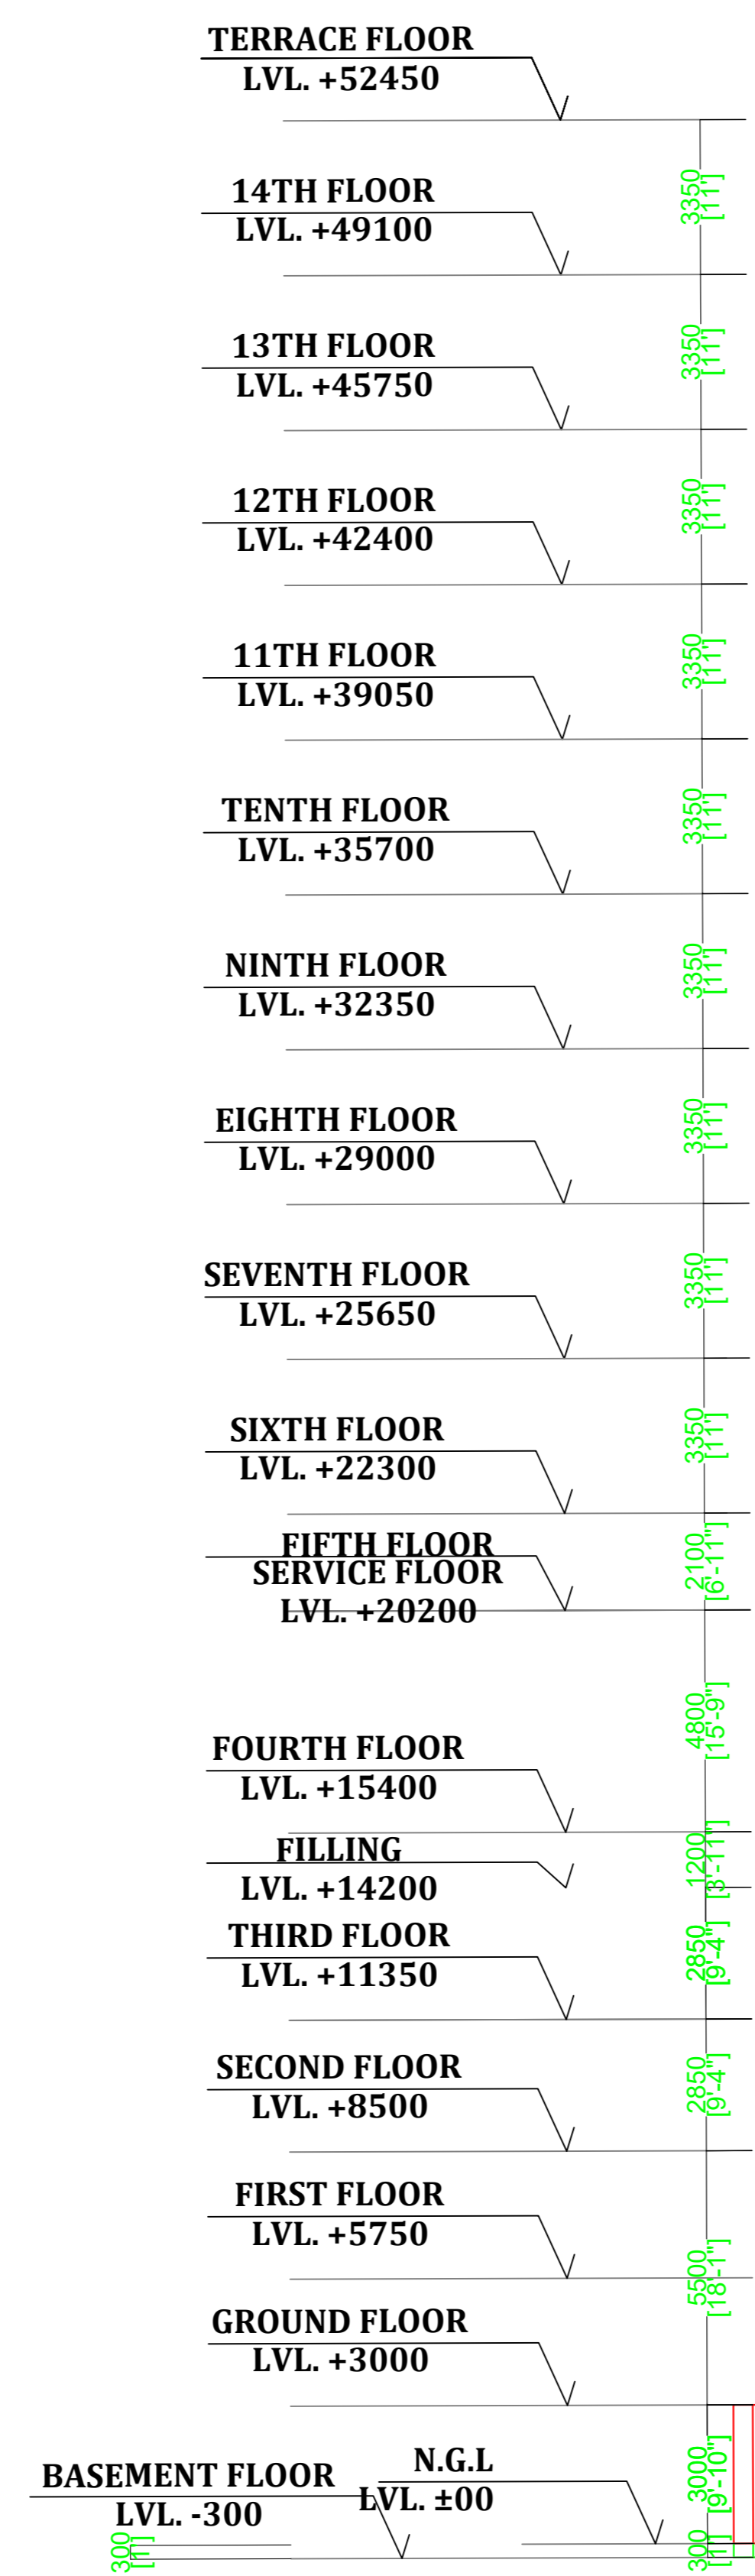 TERRACE FLOOR
LVL. +52450
3350
[11']
14TH FLOOR
LVL. +49100
3350
[11']
13TH FLOOR
LVL. +45750
3350
[11']
12TH FLOOR
LVL. +42400
3350
[11']
11TH FLOOR
LVL. +39050
3350
[11']
TENTH FLOOR
LVL. +35700
3350
[11']
NINTH FLOOR
LVL. +32350
3350
[11']
EIGHTH FLOOR
LVL. +29000
3350
[11']
SEVENTH FLOOR
LVL. +25650
3350
[11']
SIXTH FLOOR
LVL. +22300
2100
[6'-11"]
FIFTH FLOOR
SERVICE FLOOR
LVL. +20200
4800
[15'-9"]
FOURTH FLOOR
LVL. +15400
1200
[3'-11"]
FILLING
LVL. +14200
2850
[9'-4"]
THIRD FLOOR
LVL. +11350
2850
[9'-4"]
SECOND FLOOR
LVL. +8500
5500
[18'-1"]
FIRST FLOOR
LVL. +5750
GROUND FLOOR
LVL. +3000
3000
[9'-10"]
N.G.L
LVL. ±00
BASEMENT FLOOR
LVL. -300
300
[1']
300
[1']